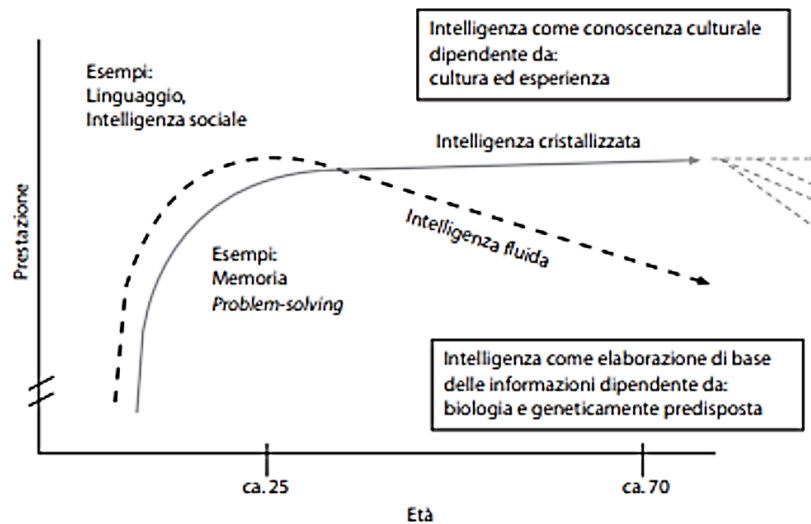 Intelligenza come conoscenza culturale
dipendente da:
cultura ed esperienza
Esempi:
Linguaggio,
Intelligenza sociale
Intelligenza cristallizzata
Prestazione
Intelligenza fluida
Esempi:
Memoria
Problem-solving
Intelligenza come elaborazione di base
delle informazioni dipendente da:
biologia e geneticamente predisposta
ca. 25
ca. 70
Età